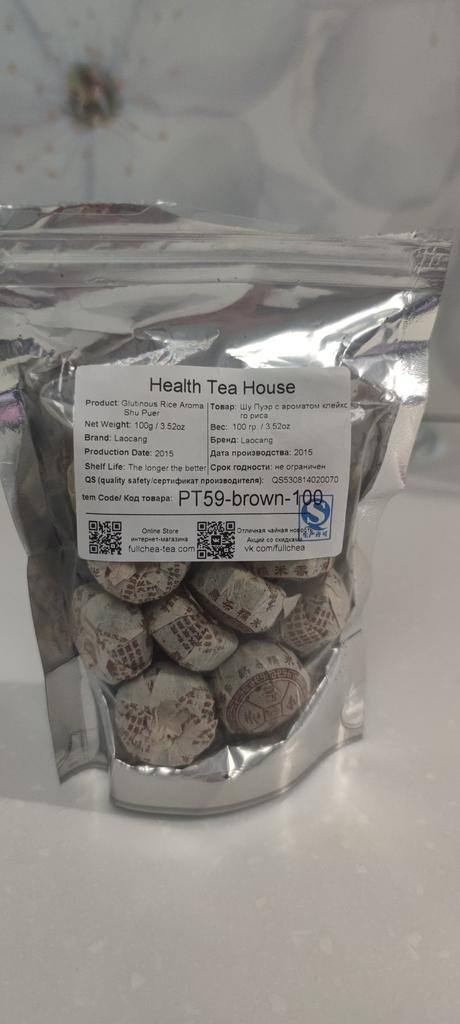 Health Tea House
Product: Glutinous Rice Aroma
Shu Puer
Net Weight: 100g / 3.52oz
Brand: Laocang
Production Date: 2015
Shelf Life: The longer the better
Товар: Шу Пуэр с ароматом клейко
го риса
Вес: 100 гр. / 3.52oz
Бренд: Laocang
Дата производства: 2015
Срок годности: не ограничен
QS (quality safety/сертификат производителя): QS530814020070
tem Code/ Код товара: PT59-brown-100
Online Store
интернет-магазина
fullchea-tea.com
Отличная чайная новость
Акции со скидками
vk.com/fullchea